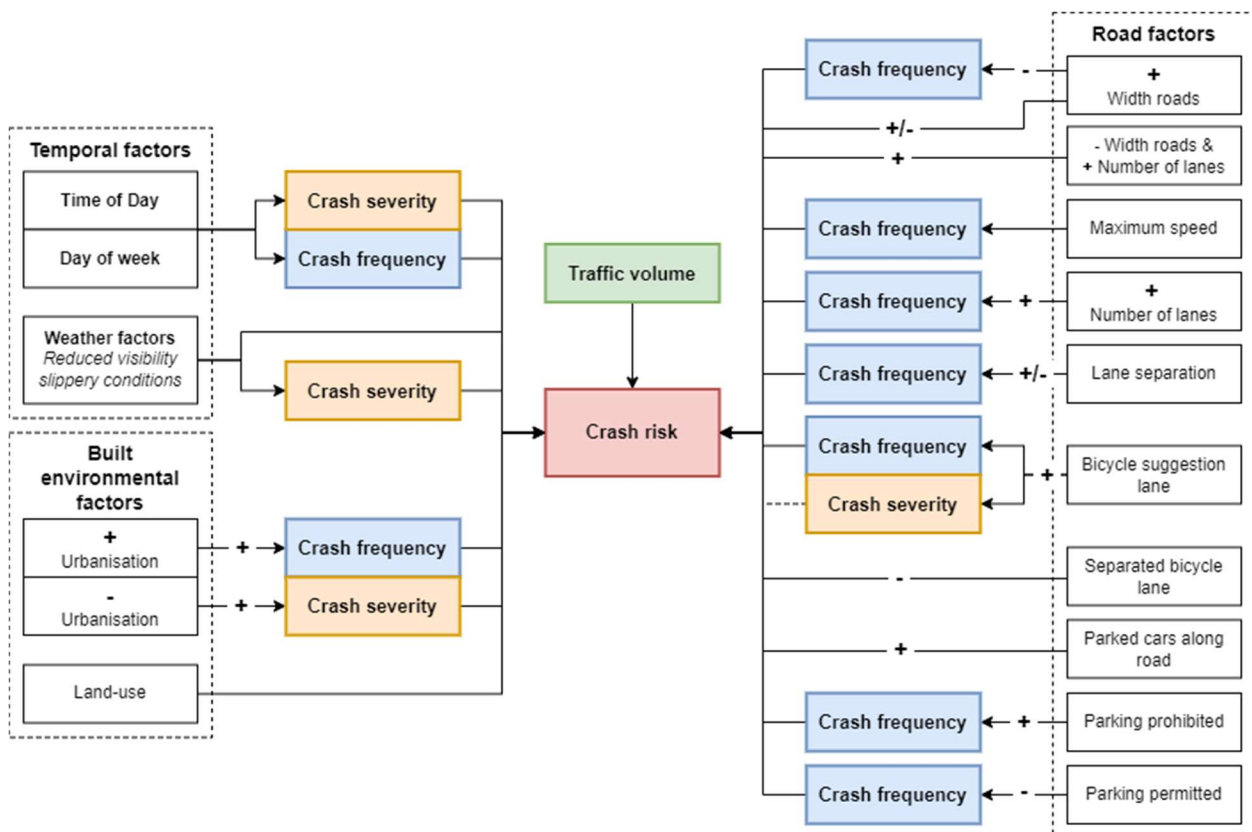 Temporal factors
Time of Day
Day of week
Weather factors
Reduced visibility
slippery conditions
Built
environmental
factors
+
Urbanisation
-
Urbanisation
Land-use
+
+
Crash severity
Crash frequency
Crash severity
Crash frequency
Crash severity
Traffic volume
Crash risk
Crash frequency
-
+/-
+
Crash frequency
Crash frequency
+
Crash frequency
+/-
Crash frequency
Crash severity
+
-
+
Crash frequency
+
Crash frequency
-
Road factors
+
Width roads
- Width roads &
+ Number of lanes
Maximum speed
+
Number of lanes
Lane separation
Bicycle suggestion
lane
Separated bicycle
lane
Parked cars along
road
Parking prohibited
Parking permitted